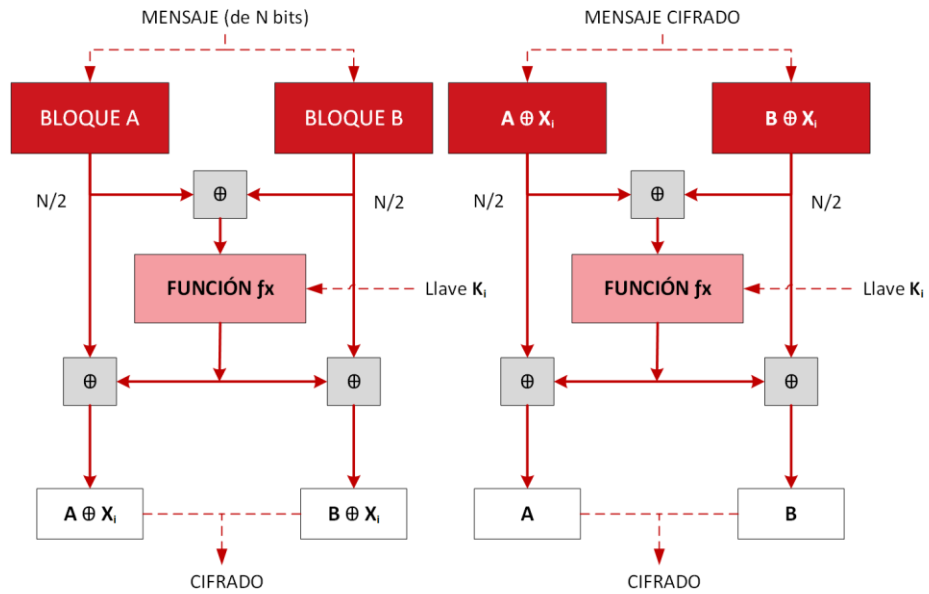 MENSAJE (de N bits)
BLOQUE A
BLOQUE B
N/2
⊕
N/2
FUNCIÓN ƒx
Llave Kᵢ
⊕
⊕
A ⊕ Xᵢ
B ⊕ Xᵢ
CIFRADO
MENSAJE CIFRADO
A ⊕ Xᵢ
B ⊕ Xᵢ
N/2
⊕
N/2
FUNCIÓN ƒx
Llave Kᵢ
⊕
⊕
A
B
CIFRADO